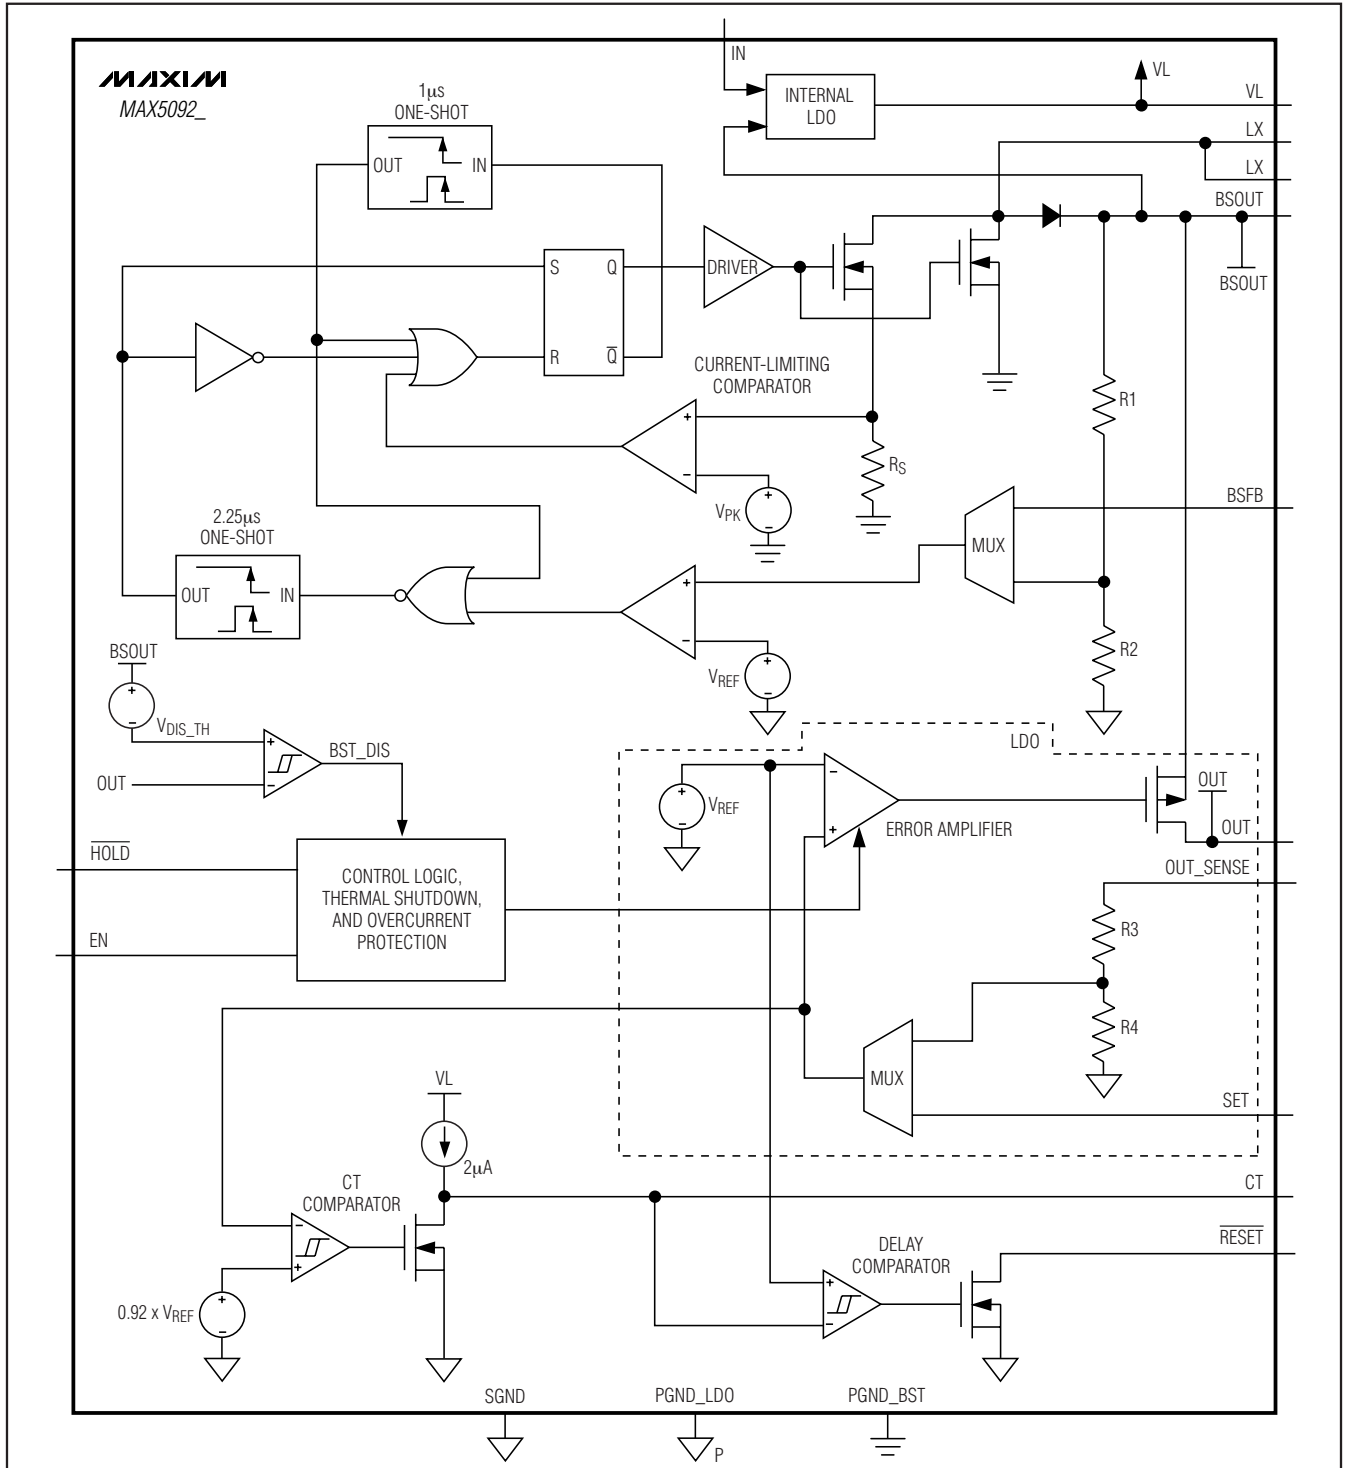 MAXIM
MAX5092_
IN
INTERNAL
LDO
VL
VL
LX
LX
BSOUT
BSOUT
1µs
ONE-SHOT
OUT
IN
S
Q
R
Q̅
DRIVER
CURRENT-LIMITING
COMPARATOR
+
−
VPK
+
−
RS
R1
BSFB
MUX
R2
2.25µs
ONE-SHOT
OUT
IN
+
−
VREF
+
−
BSOUT
+
−
VDIS_TH
+
−
OUT
BST_DIS
LDO
VREF
+
−
−
+
ERROR AMPLIFIER
OUT
OUT
HOLD
EN
CONTROL LOGIC,
THERMAL SHUTDOWN,
AND OVERCURRENT
PROTECTION
OUT_SENSE
R3
R4
MUX
SET
VL
2µA
CT
CT
COMPARATOR
−
+
0.92 x VREF
+
−
DELAY
COMPARATOR
+
−
RESET
SGND
PGND_LDO
P
PGND_BST